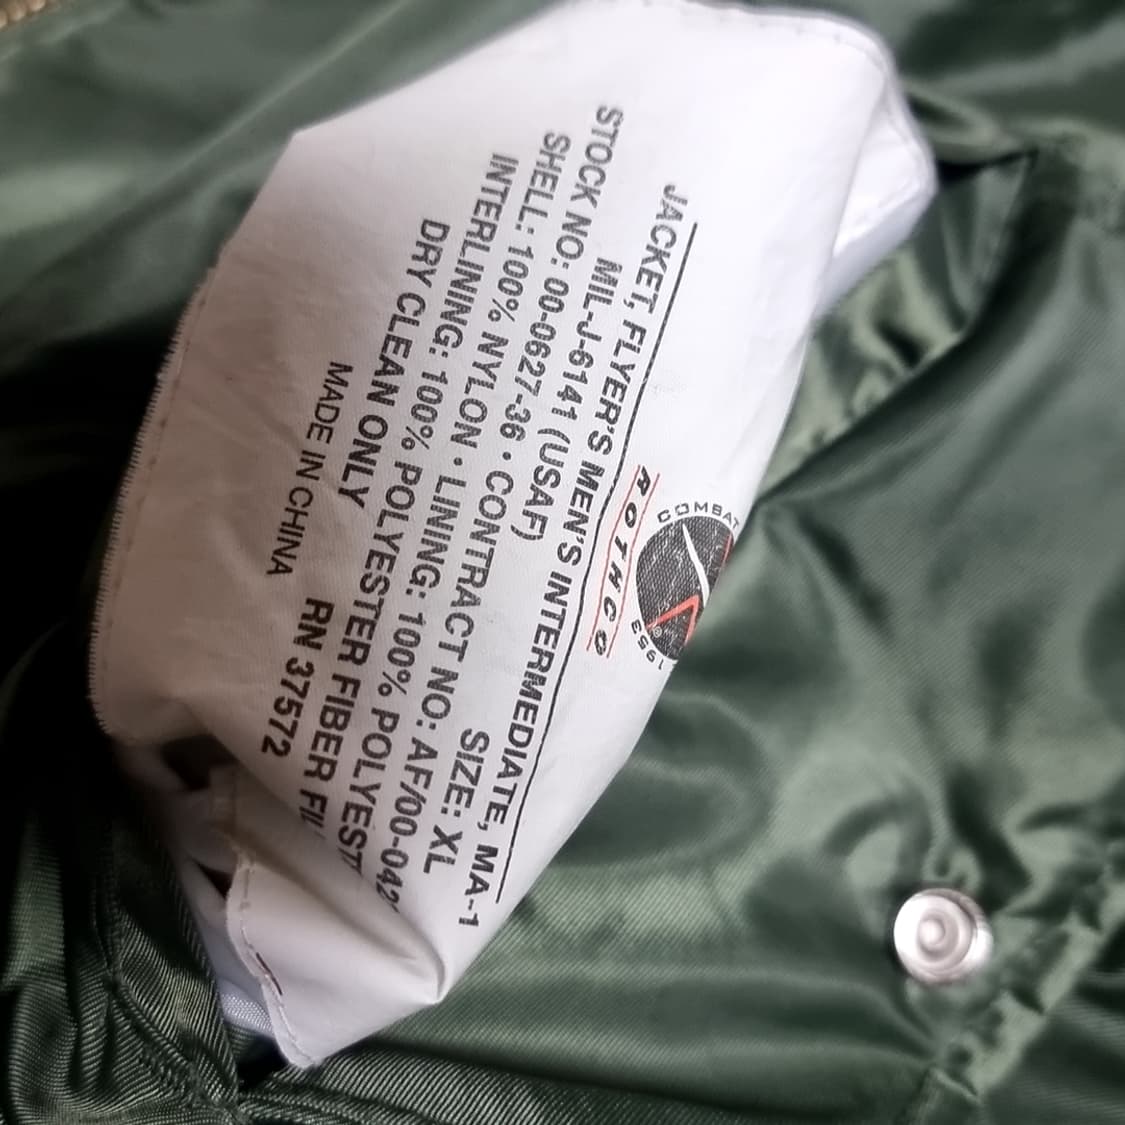 COMBAT
1953
ROTHCO
JACKET, FLYER'S MEN'S INTERMEDIATE, MA-1
MIL-J-6141 (USAF) SIZE: XL
STOCK NO: 00-0627-36 • CONTRACT NO: AF/00-042
SHELL: 100% NYLON • LINING: 100% POLYEST
INTERLINING: 100% POLYESTER FIBER FIL
DRY CLEAN ONLY RN 37572
MADE IN CHINA